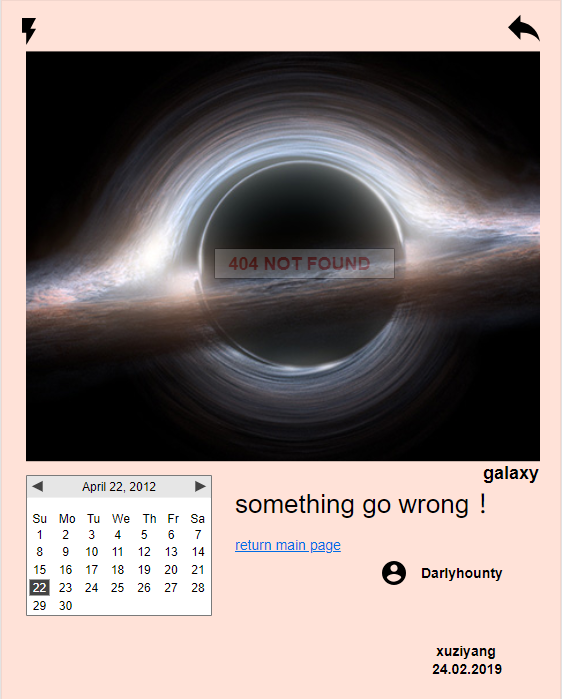 404 NOT FOUND
galaxy
April 22, 2012
Su Mo Tu We Th Fr Sa
1 2 3 4 5 6 7
8 9 10 11 12 13 14
15 16 17 18 19 20 21
22 23 24 25 26 27 28
29 30
something go wrong！
return main page
Darlyhounty
xuziyang
24.02.2019